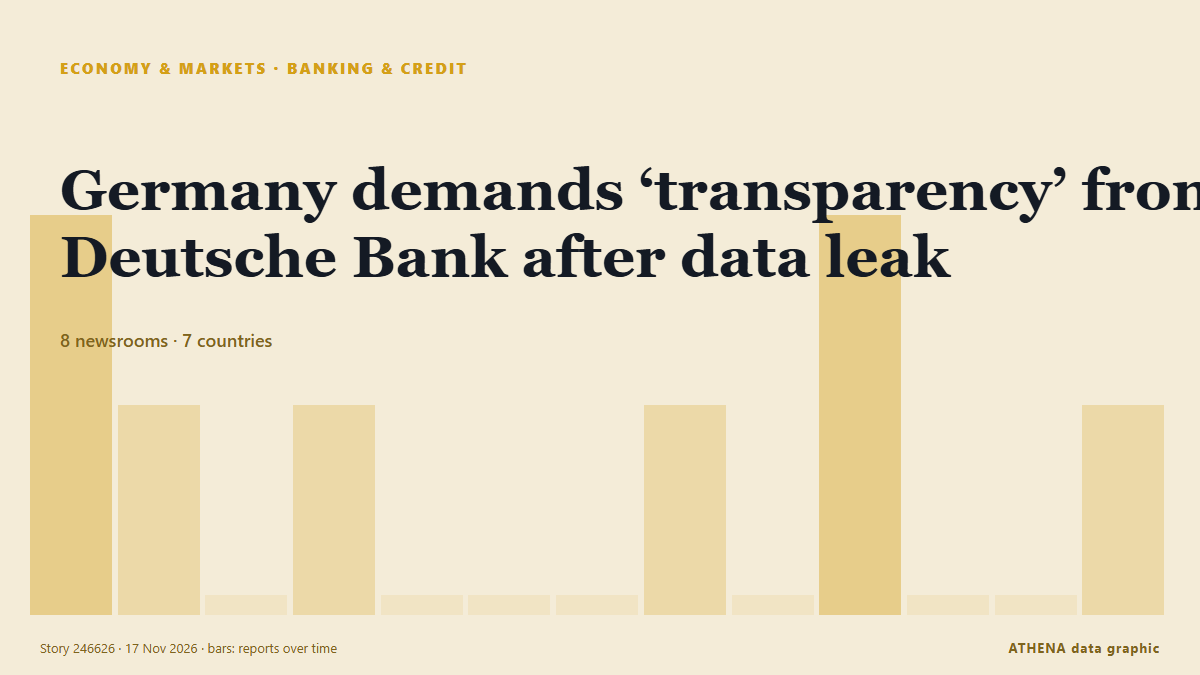 ECONOMY & MARKETS · BANKING & CREDIT
Germany demands ‘transparency’ from
Deutsche Bank after data leak
8 newsrooms · 7 countries
Story 246626 · 17 Nov 2026 · bars: reports over time
ATHENA data graphic